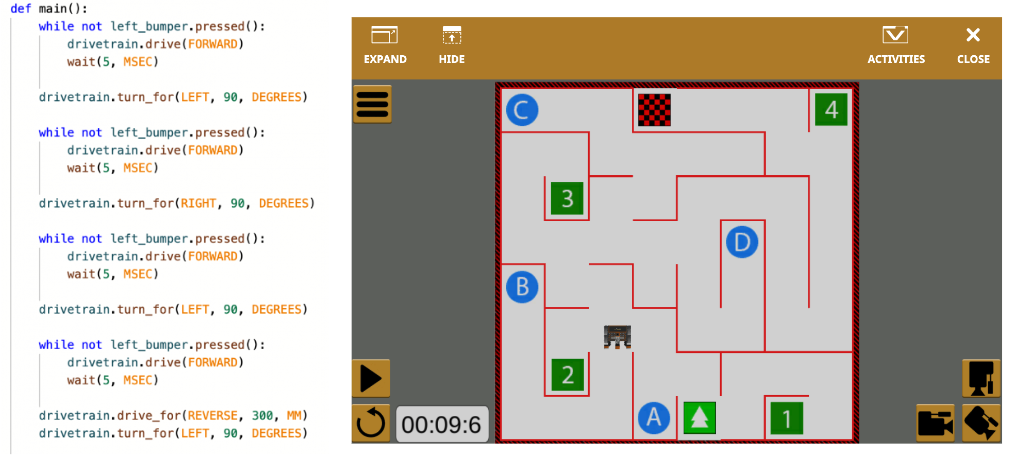 def main():
while not left_bumper.pressed():
drivetrain.drive(FORWARD)
wait(5, MSEC)
drivetrain.turn_for(LEFT, 90, DEGREES)
while not left_bumper.pressed():
drivetrain.drive(FORWARD)
wait(5, MSEC)
drivetrain.turn_for(RIGHT, 90, DEGREES)
while not left_bumper.pressed():
drivetrain.drive(FORWARD)
wait(5, MSEC)
drivetrain.turn_for(LEFT, 90, DEGREES)
while not left_bumper.pressed():
drivetrain.drive(FORWARD)
wait(5, MSEC)
drivetrain.drive_for(REVERSE, 300, MM)
drivetrain.turn_for(LEFT, 90, DEGREES)
EXPAND HIDE ACTIVITIES CLOSE
C 4
3
D
B
2
A 1
00:09:6